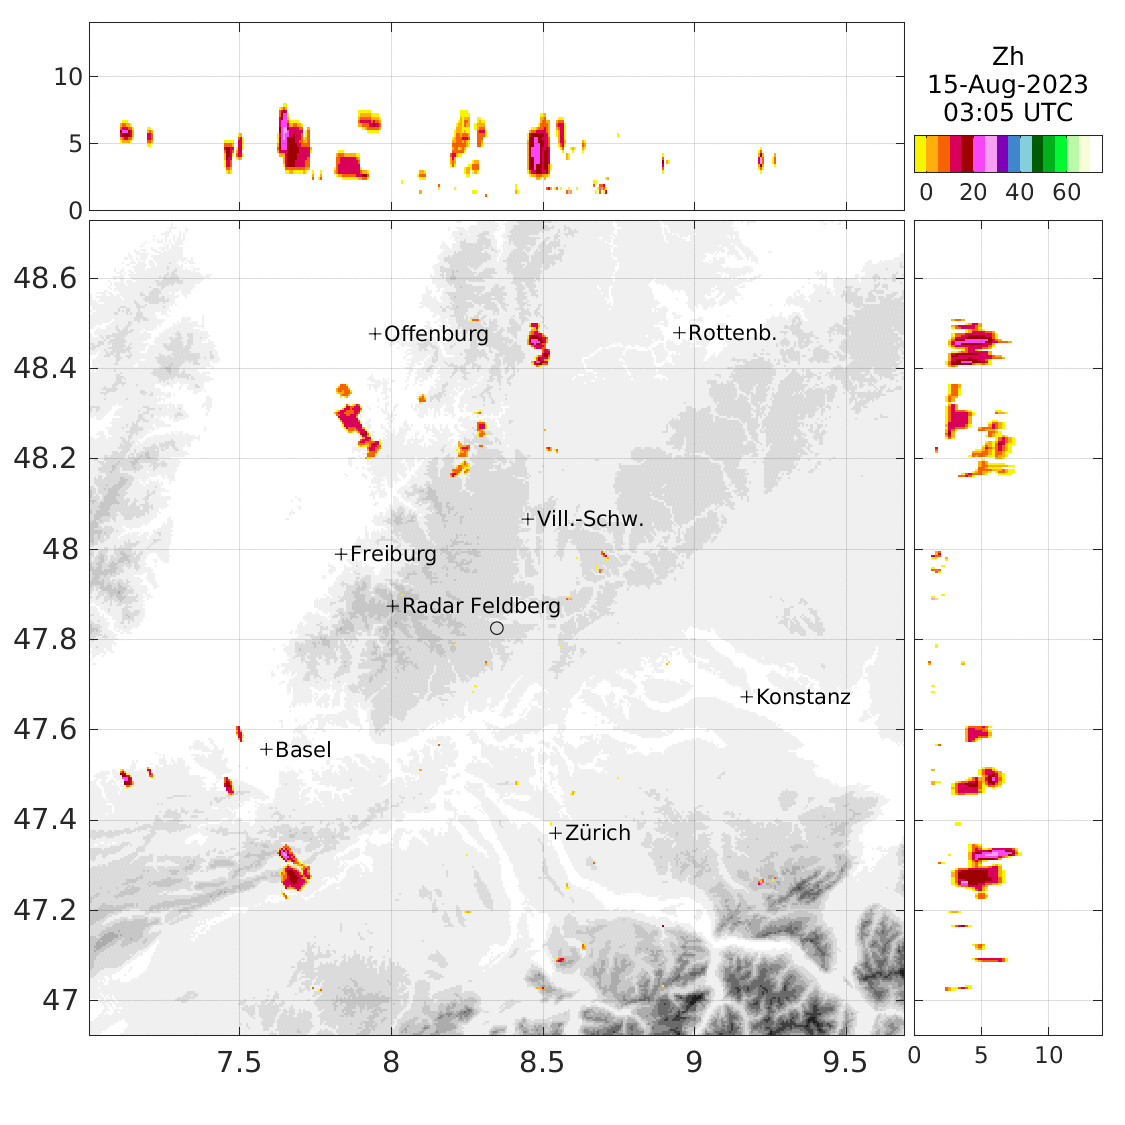 10
5
0
Zh
15-Aug-2023
03:05 UTC
0 20 40 60
48.6
48.4
48.2
48
47.8
47.6
47.4
47.2
47
Offenburg
Rottenb.
Vill.-Schw.
Freiburg
Radar Feldberg
Konstanz
Basel
Zürich
7.5 8 8.5 9 9.5
0 5 10